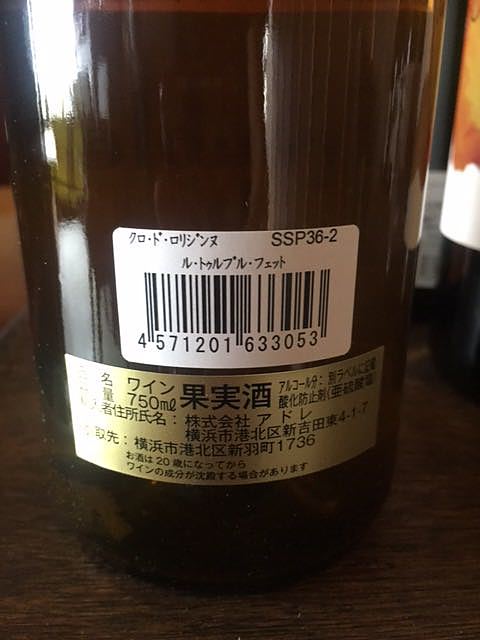 クロ・ド・ロリジンヌ SSP36-2
ル・トゥルブル・フェット
4 571201 633053
名 ワイン
量 750ml
果実酒
アルコール分：別ラベルに記載
酸化防止剤（亜硫酸塩
者住所氏名：株式会社アドレ
横浜市港北区新吉田東4-1-7
取先：横浜市港北区新羽町1736
お酒は20歳になってから
ワインの成分が沈殿する場合があります